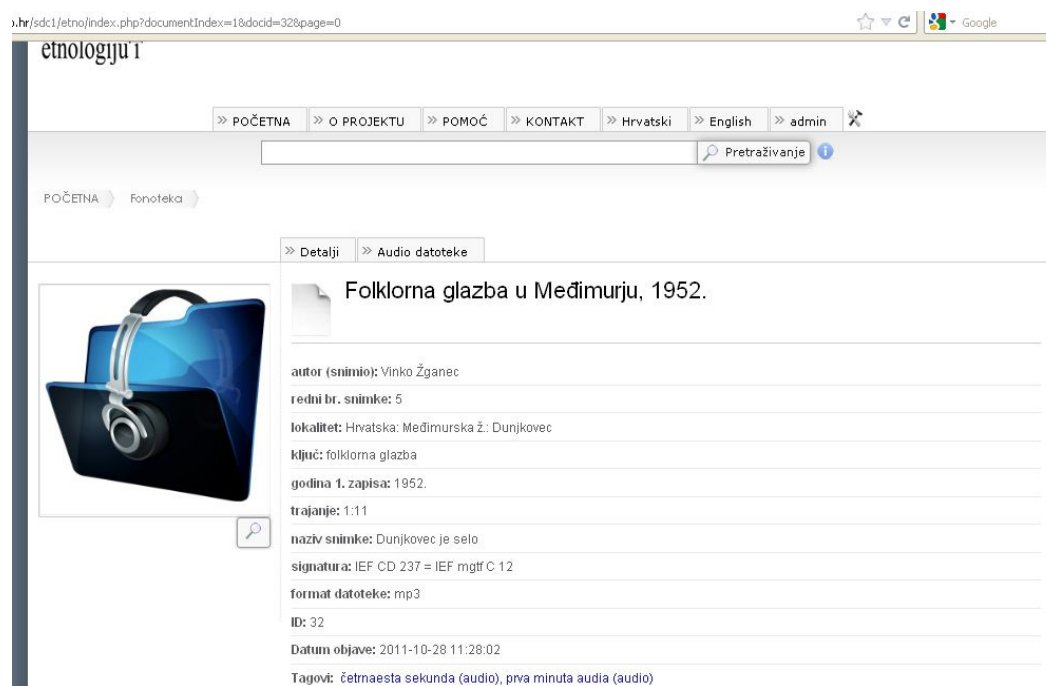 o.hr/sdc1/etno/index.php?documentIndex=1&docid=32&page=0 Google
etnologiju i
» POČETNA » O PROJEKTU » POMOĆ » KONTAKT » Hrvatski » English » admin
Pretraživanje
POČETNA Fonoteka
» Detalji » Audio datoteke
Folklorna glazba u Međimurju, 1952.
autor (snimio): Vinko Žganec
redni br. snimke: 5
lokalitet: Hrvatska: Međimurska ž.: Dunjkovec
ključ: folklorna glazba
godina 1. zapisa: 1952.
trajanje: 1:11
naziv snimke: Dunjkovec je selo
signatura: IEF CD 237 = IEF mgtf C 12
format datoteke: mp3
ID: 32
Datum objave: 2011-10-28 11:28:02
Tagovi: četrnaesta sekunda (audio), prva minuta audia (audio)